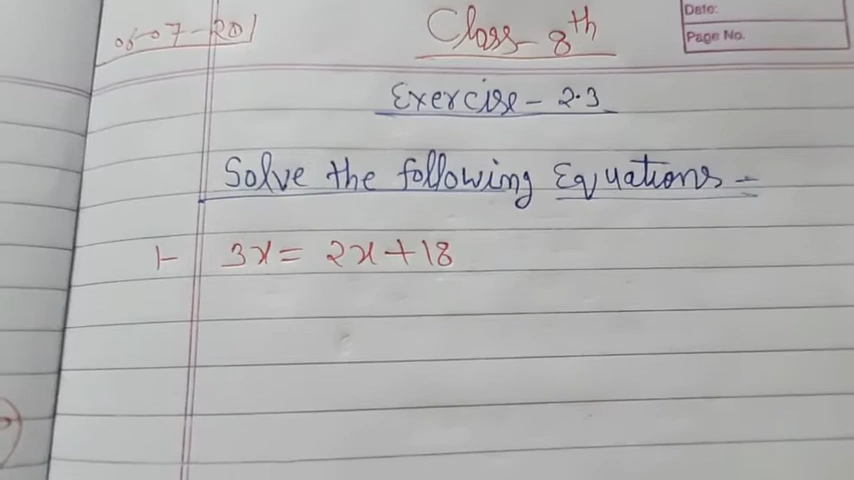 Date:
Class - 8th
Page No.
Exercise - 2.3
Solve the following Equations -
1- 3x = 2x + 18